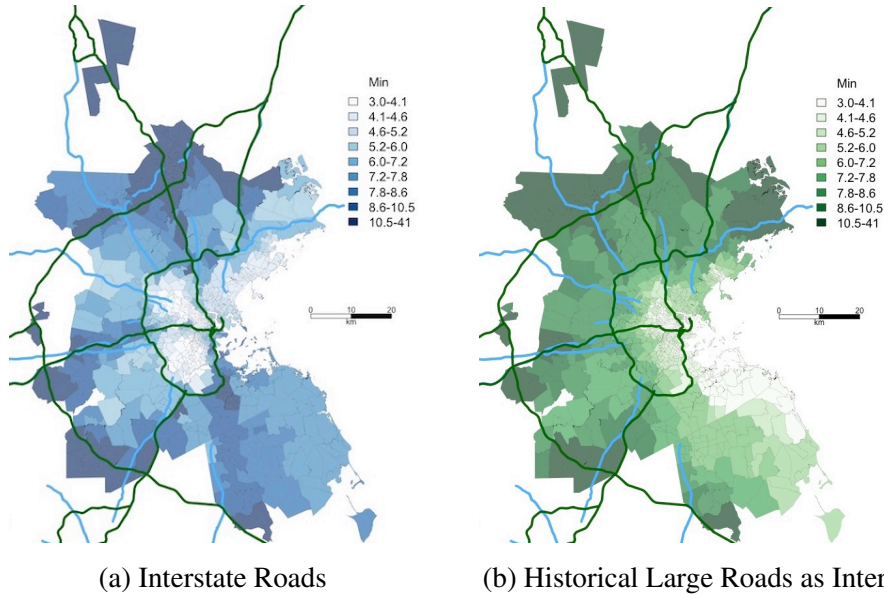 Min
3.0-4.1
4.1-4.6
4.6-5.2
5.2-6.0
6.0-7.2
7.2-7.8
7.8-8.6
8.6-10.5
10.5-41
0 10 20
km
(a) Interstate Roads
Min
3.0-4.1
4.1-4.6
4.6-5.2
5.2-6.0
6.0-7.2
7.2-7.8
7.8-8.6
8.6-10.5
10.5-41
0 10 20
km
(b) Historical Large Roads as Inter